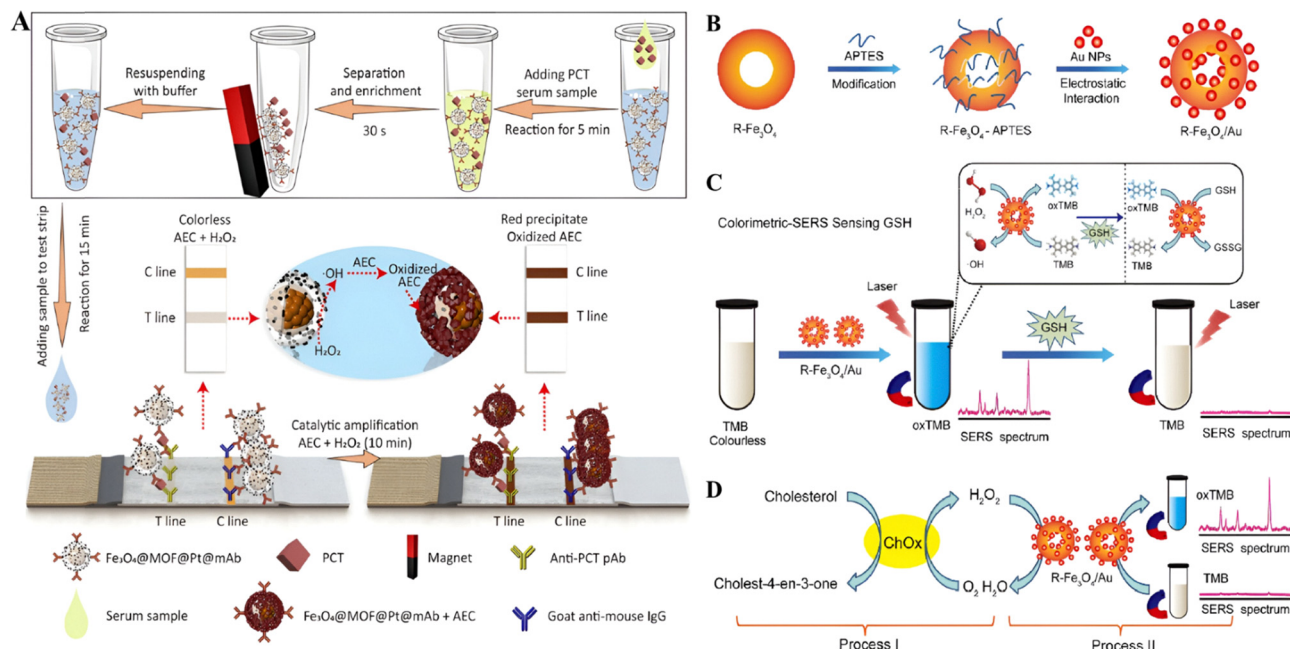 A
Resuspending
with buffer
Separation
and enrichment
30 s
Adding PCT
serum sample
Reaction for 5 min
Adding sample to test strip
Reaction for 15 min
Colorless
AEC + H₂O₂
C line
T line
·OH
AEC
Oxidized
AEC
H₂O₂
Red precipitate
Oxidized AEC
C line
T line
Catalytic amplification
AEC + H₂O₂ (10 min)
T line
C line
T line
C line
Fe₃O₄@MOF@Pt@mAb
PCT
Magnet
Anti-PCT pAb
Serum sample
Fe₃O₄@MOF@Pt@mAb + AEC
Goat anti-mouse IgG
B
APTES
Modification
Au NPs
Electrostatic
Interaction
R-Fe₃O₄
R-Fe₃O₄-APTES
R-Fe₃O₄/Au
C
Colorimetric-SERS Sensing GSH
H₂O₂
·OH
oxTMB
TMB
GSH
oxTMB
TMB
GSH
GSSG
Laser
R-Fe₃O₄/Au
GSH
Laser
TMB
Colourless
oxTMB
SERS spectrum
TMB
SERS spectrum
D
Cholesterol
H₂O₂
ChOx
Cholest-4-en-3-one
O₂ H₂O
R-Fe₃O₄/Au
oxTMB
SERS spectrum
TMB
SERS spectrum
Process I
Process II